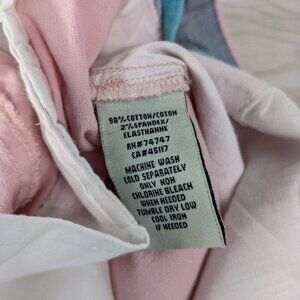 98% COTTON/COTON
2% SPANDEX/
ELASTHANNE
RN#74747
CA#45117
MACHINE WASH
COLD SEPARATELY
ONLY NON
CHLORINE BLEACH
WHEN NEEDED
TUMBLE DRY LOW
COOL IRON
IF NEEDED